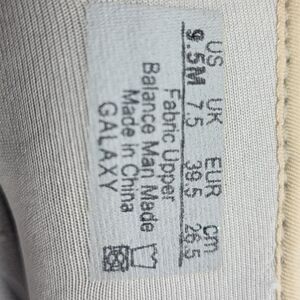 US UK EUR cm
9.5M 7.5 39.5 26.5
Fabric Upper
Balance Man Made
Made in China
GALAXY